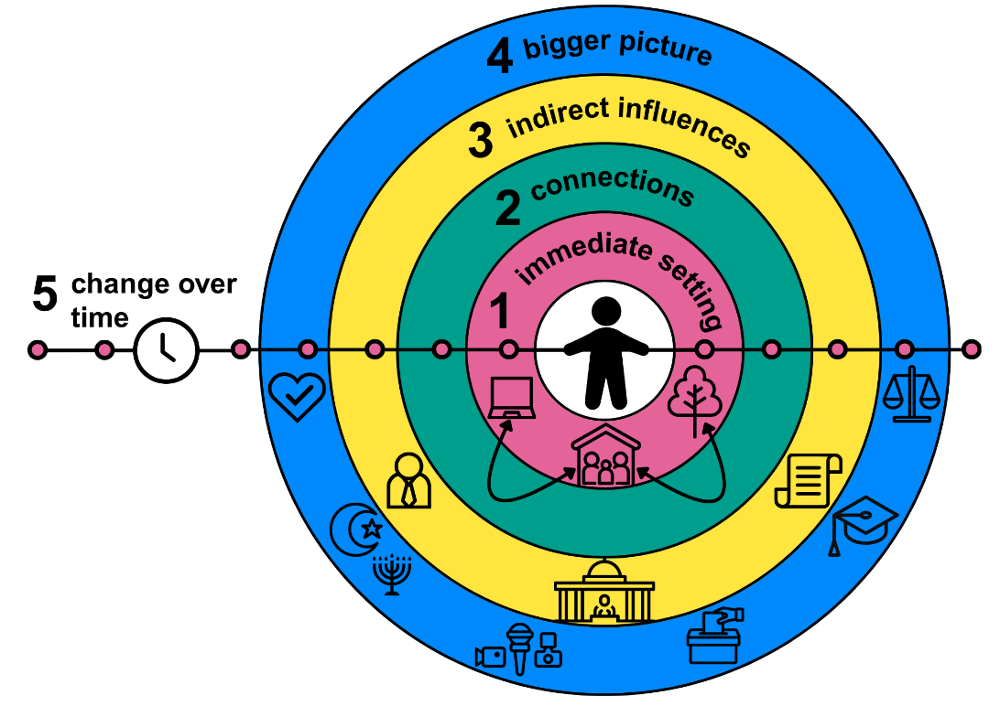 4 bigger picture
3 indirect influences
2 connections
1 immediate setting
5 change over
time